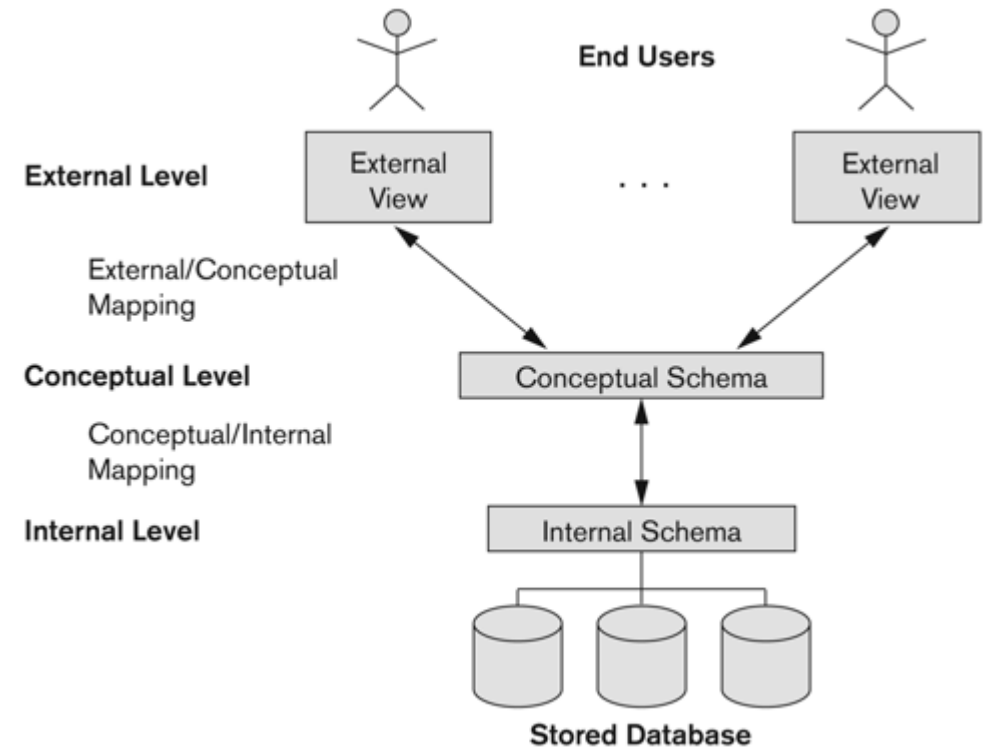 End Users
External Level
External
View
. . .
External
View
External/Conceptual
Mapping
Conceptual Level
Conceptual Schema
Conceptual/Internal
Mapping
Internal Level
Internal Schema
Stored Database